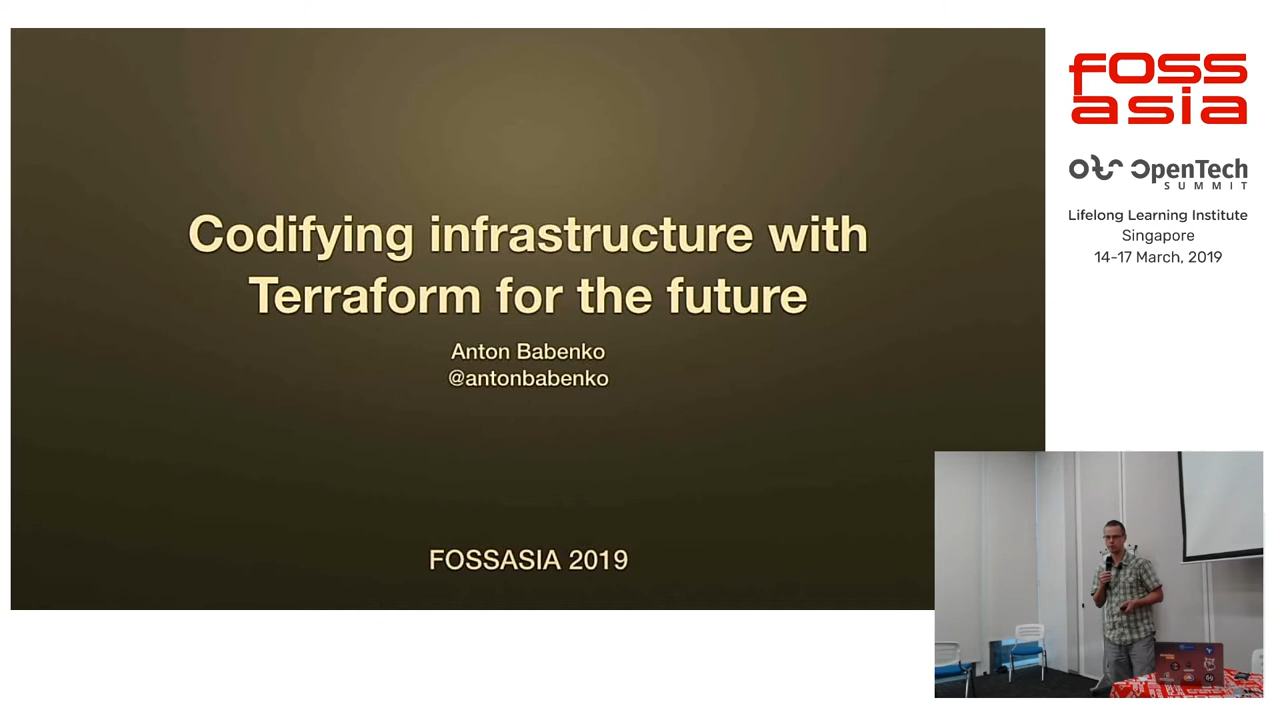 Codifying infrastructure with
Terraform for the future
Anton Babenko
@antonbabenko
FOSSASIA 2019
fOSS
asia
OpenTech
SUMMIT
Lifelong Learning Institute
Singapore
14-17 March, 2019